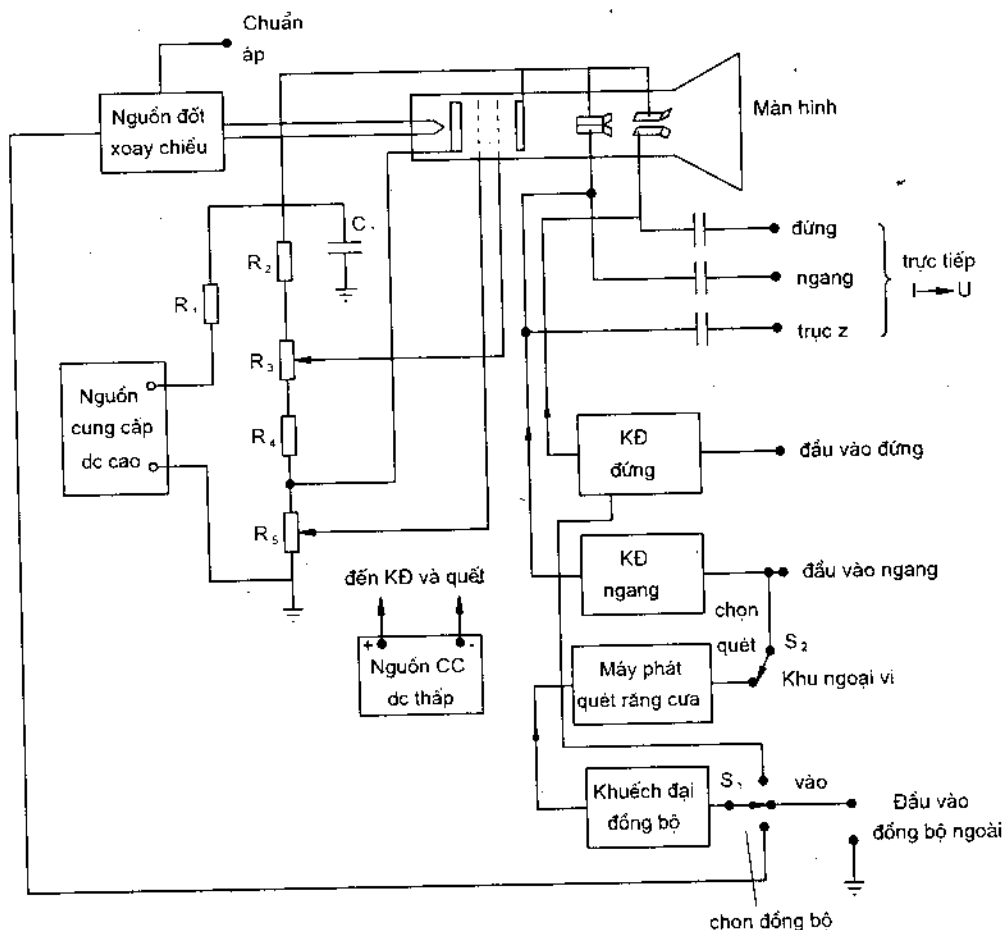 Chuẩn
áp
Nguồn đốt
xoay chiều
Màn hình
đứng
ngang
trục z
trực tiếp
I → U
C₁
R₂
R₁
R₃
R₄
R₅
Nguồn
cung cấp
dc cao
KĐ
đứng
đầu vào đứng
KĐ
ngang
đầu vào ngang
đến KĐ và quết
+ -
Nguồn CC
dc thấp
chọn
quét
S₂
Khu ngoại vi
Máy phát
quét răng cưa
Khuếch đại
đồng bộ
S₁
vào
Đầu vào
đồng bộ ngoài
chon đồng bộ